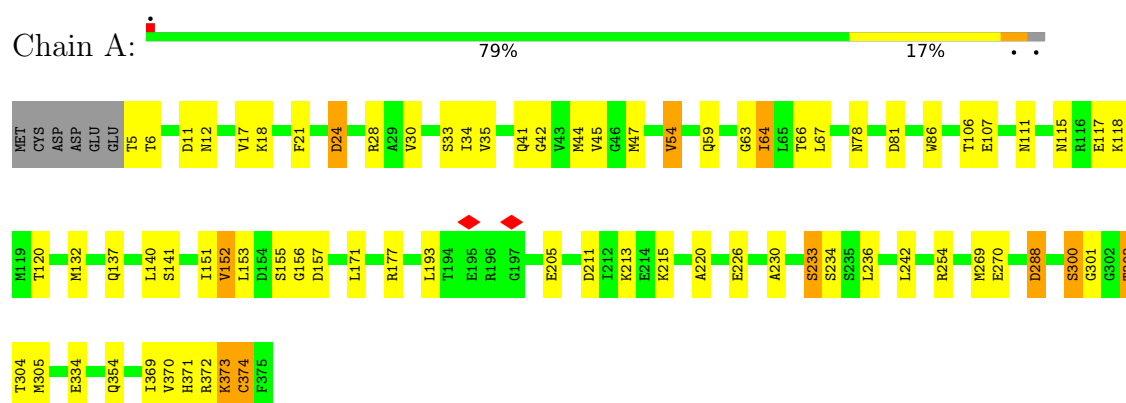 Chain A:
79% 17%
MET CYS ASP ASP GLU GLU T5 T6 D11 N12 V17 K18 F21 D24 R28 A29 V30 S33 I34 V35 Q41 G42 V43 M44 V45 G46 M47 V54 Q59 G63 I64 L65 T66 L67 N78 D81 W86 T106 E107 N111 N115 R116 E117 K118
M119 T120 M132 Q137 L140 S141 I151 V152 L153 D154 S155 G156 D157 L171 R177 L193 T194 E195 R196 G197 E205 D211 I212 K213 E214 K215 A220 E226 A230 S233 S234 S235 L236 L242 R254 M269 E270 D288 S300 G301 G302
T304 M305 E334 Q354 I369 V370 H371 R372 K373 C374 F375